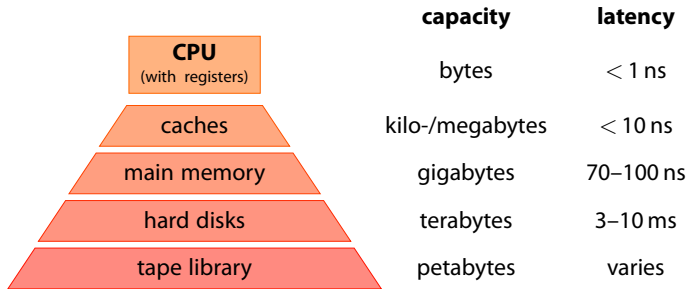 capacity latency
CPU
(with registers) bytes < 1 ns
caches kilo-/megabytes < 10 ns
main memory gigabytes 70–100 ns
hard disks terabytes 3–10 ms
tape library petabytes varies